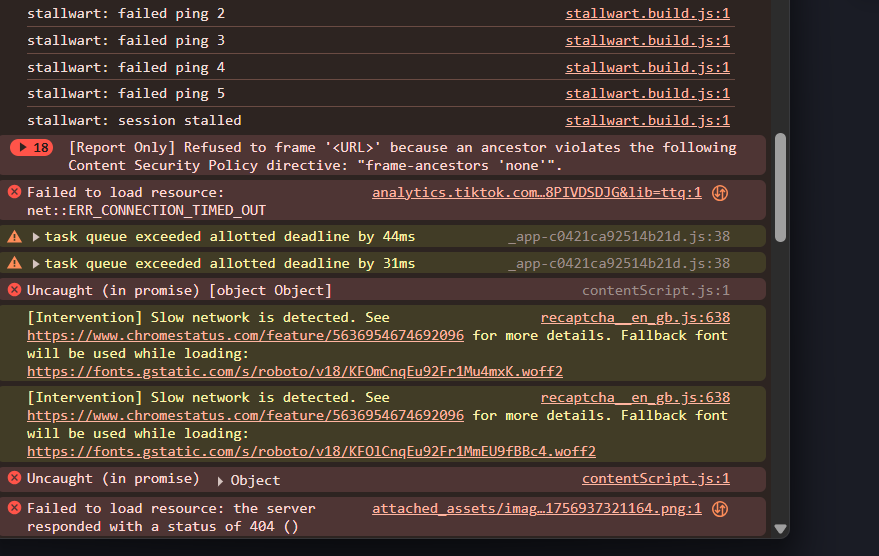 stallwart: failed ping 2 stallwart.build.js:1
stallwart: failed ping 3 stallwart.build.js:1
stallwart: failed ping 4 stallwart.build.js:1
stallwart: failed ping 5 stallwart.build.js:1
stallwart: session stalled stallwart.build.js:1
18 [Report Only] Refused to frame '<URL>' because an ancestor violates the following
Content Security Policy directive: "frame-ancestors 'none'".
Failed to load resource: analytics.tiktok.com…8PIVDSDJG&lib=ttq:1
net::ERR_CONNECTION_TIMED_OUT
task queue exceeded allotted deadline by 44ms _app-c0421ca92514b21d.js:38
task queue exceeded allotted deadline by 31ms _app-c0421ca92514b21d.js:38
Uncaught (in promise) [object Object] contentScript.js:1
[Intervention] Slow network is detected. See recaptcha__en_gb.js:638
https://www.chromestatus.com/feature/5636954674692096 for more details. Fallback font
will be used while loading:
https://fonts.gstatic.com/s/roboto/v18/KFOmCnqEu92Fr1Mu4mxK.woff2
[Intervention] Slow network is detected. See recaptcha__en_gb.js:638
https://www.chromestatus.com/feature/5636954674692096 for more details. Fallback font
will be used while loading:
https://fonts.gstatic.com/s/roboto/v18/KFOlCnqEu92Fr1MmEU9fBBc4.woff2
Uncaught (in promise) Object contentScript.js:1
Failed to load resource: the server attached_assets/imag…1756937321164.png:1
responded with a status of 404 ()